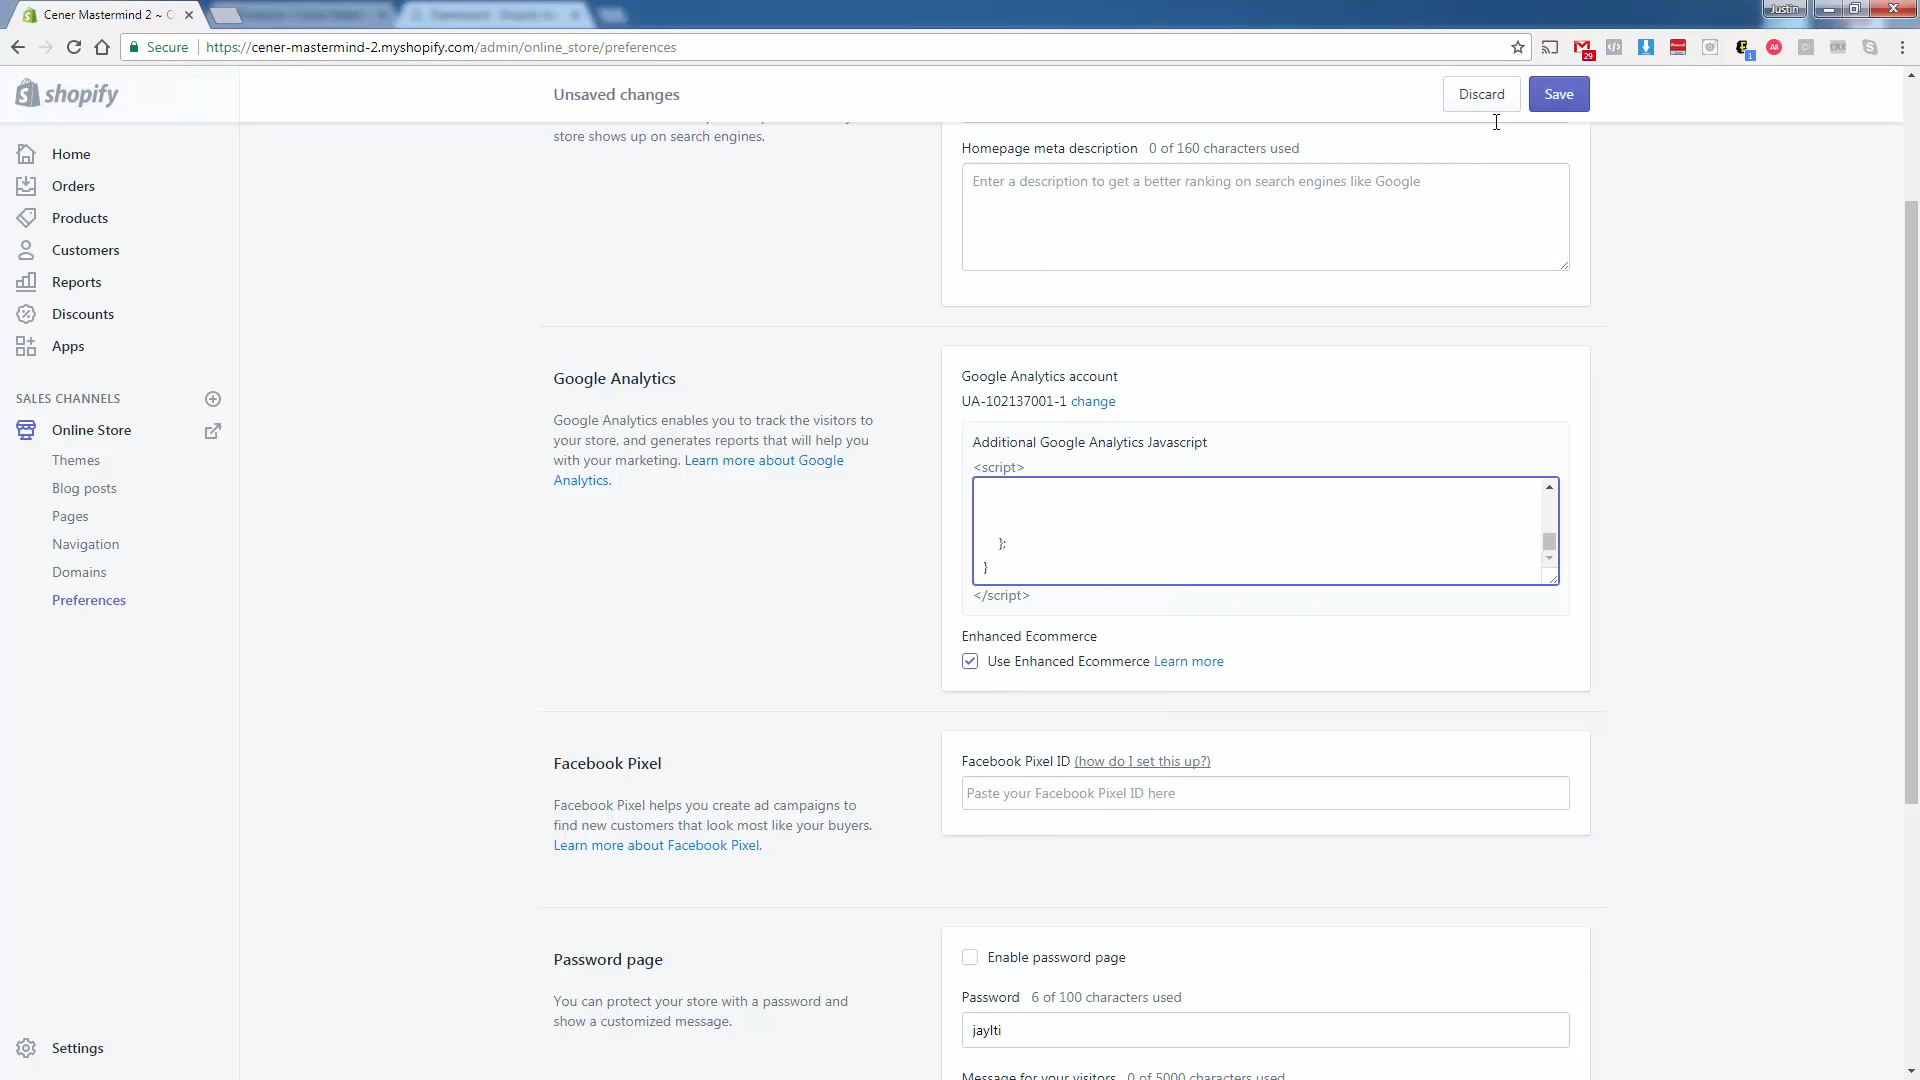 Cener Mastermind 2 ~ C
Justin
Secure
https://cener-mastermind-2.myshopify.com/admin/online_store/preferences
29
1
CRX
shopify
Unsaved changes
Discard
Save
Home
Orders
Products
Customers
Reports
Discounts
Apps
SALES CHANNELS
Online Store
Themes
Blog posts
Pages
Navigation
Domains
Preferences
Settings
store shows up on search engines.
Homepage meta description 0 of 160 characters used
Enter a description to get a better ranking on search engines like Google
Google Analytics
Google Analytics enables you to track the visitors to
your store, and generates reports that will help you
with your marketing. Learn more about Google
Analytics.
Google Analytics account
UA-102137001-1 change
Additional Google Analytics Javascript
<script>
};
}
</script>
Enhanced Ecommerce
Use Enhanced Ecommerce Learn more
Facebook Pixel
Facebook Pixel helps you create ad campaigns to
find new customers that look most like your buyers.
Learn more about Facebook Pixel.
Facebook Pixel ID (how do I set this up?)
Paste your Facebook Pixel ID here
Password page
You can protect your store with a password and
show a customized message.
Enable password page
Password 6 of 100 characters used
jaylti
Message for your visitors 0 of 5000 characters used